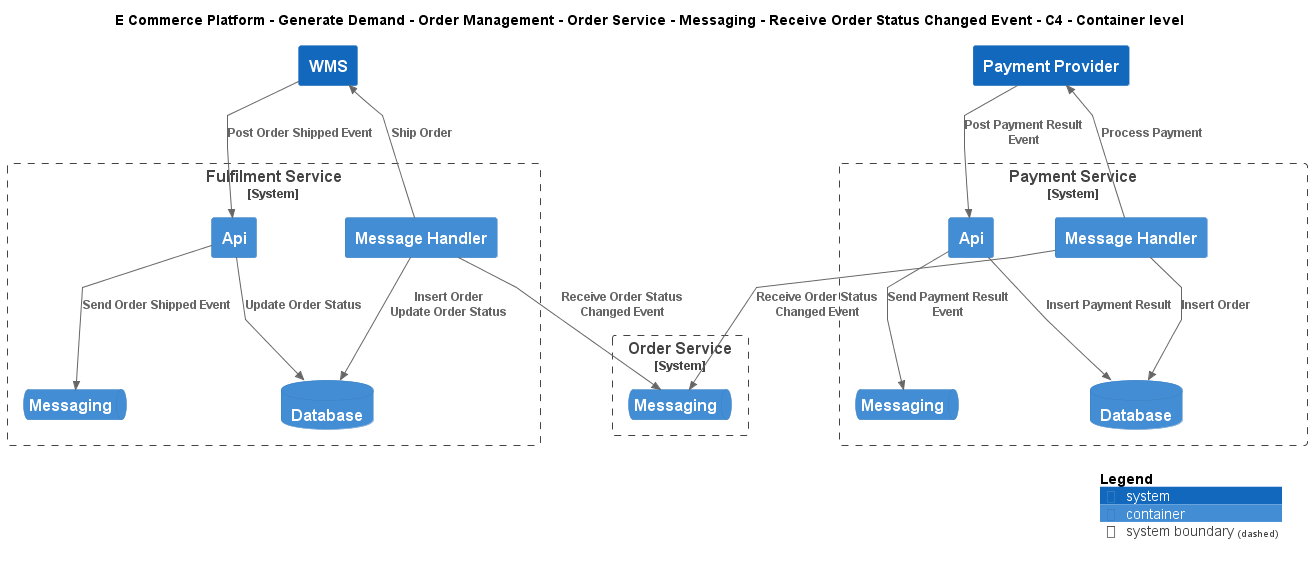 E Commerce Platform - Generate Demand - Order Management - Order Service - Messaging - Receive Order Status Changed Event - C4 - Container level
WMS
Payment Provider
Post Order Shipped Event
Ship Order
Post Payment Result
Event
Process Payment
Fulfilment Service
[System]
Payment Service
[System]
Api
Message Handler
Api
Message Handler
Send Order Shipped Event
Update Order Status
Insert Order
Update Order Status
Receive Order Status
Changed Event
Receive Order Status
Changed Event
Send Payment Result
Event
Insert Payment Result
Insert Order
Order Service
[System]
Messaging
Database
Messaging
Messaging
Database
Legend
system
container
system boundary (dashed)